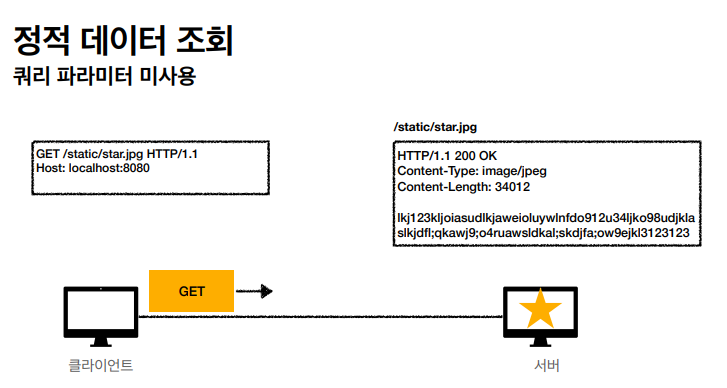 정적 데이터 조회
쿼리 파라미터 미사용
/static/star.jpg
GET /static/star.jpg HTTP/1.1
Host: localhost:8080
HTTP/1.1 200 OK
Content-Type: image/jpeg
Content-Length: 34012
lkj123kljoiasudlkjaweioluywlnfdo912u34ljko98udjkla
slkjdfl;qkawj9;o4ruawsldkal;skdjfa;ow9ejkl3123123
GET
클라이언트
서버